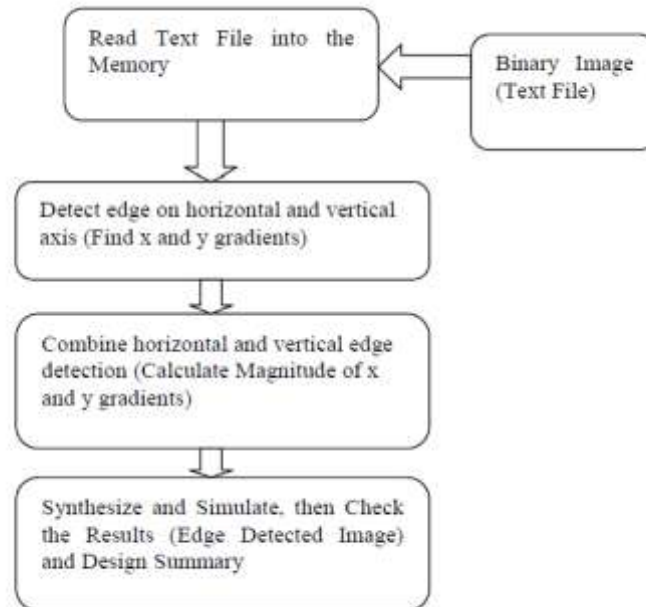 Read Text File into the
Memory
Binary Image
(Text File)
Detect edge on horizontal and vertical
axis (Find x and y gradients)
Combine horizontal and vertical edge
detection (Calculate Magnitude of x
and y gradients)
Synthesize and Simulate, then Check
the Results (Edge Detected Image)
and Design Summary